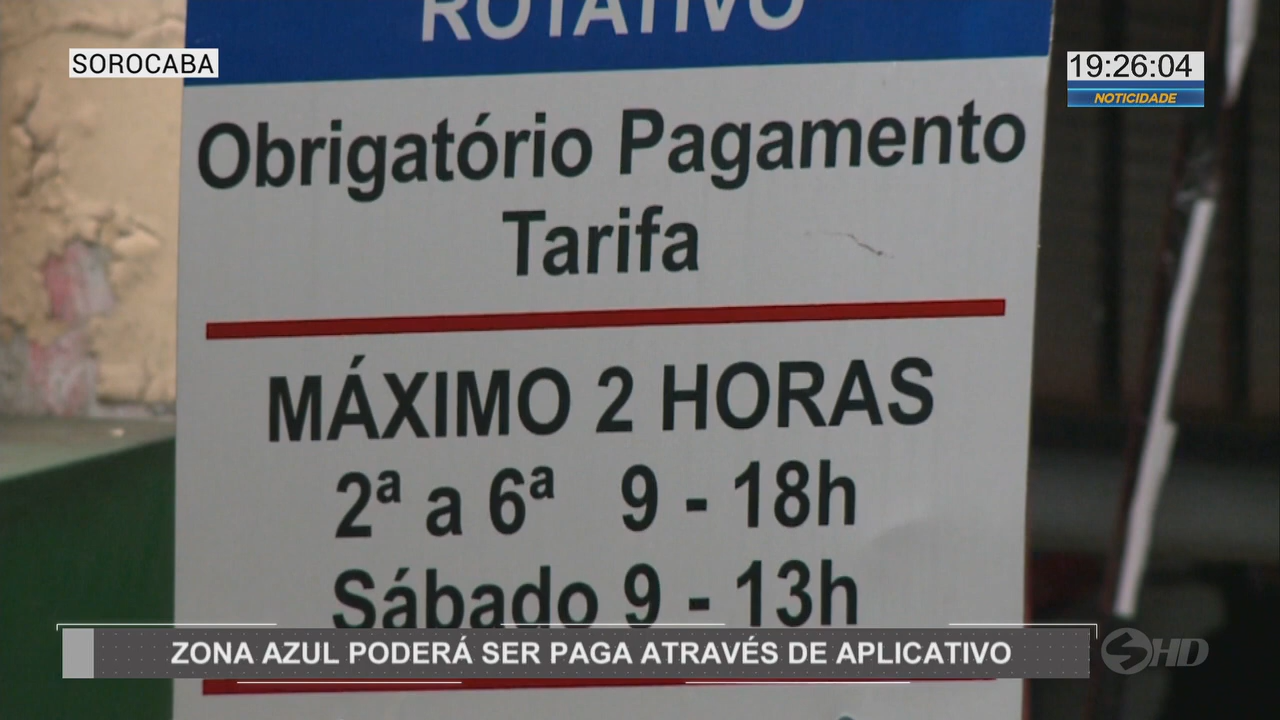 ROTATIVO
SOROCABA
19:26:04
NOTICIDADE
Obrigatório Pagamento
Tarifa
MÁXIMO 2 HORAS
2ª a 6ª 9 - 18h
Sábado 9 - 13h
ZONA AZUL PODERÁ SER PAGA ATRAVÉS DE APLICATIVO
SHD